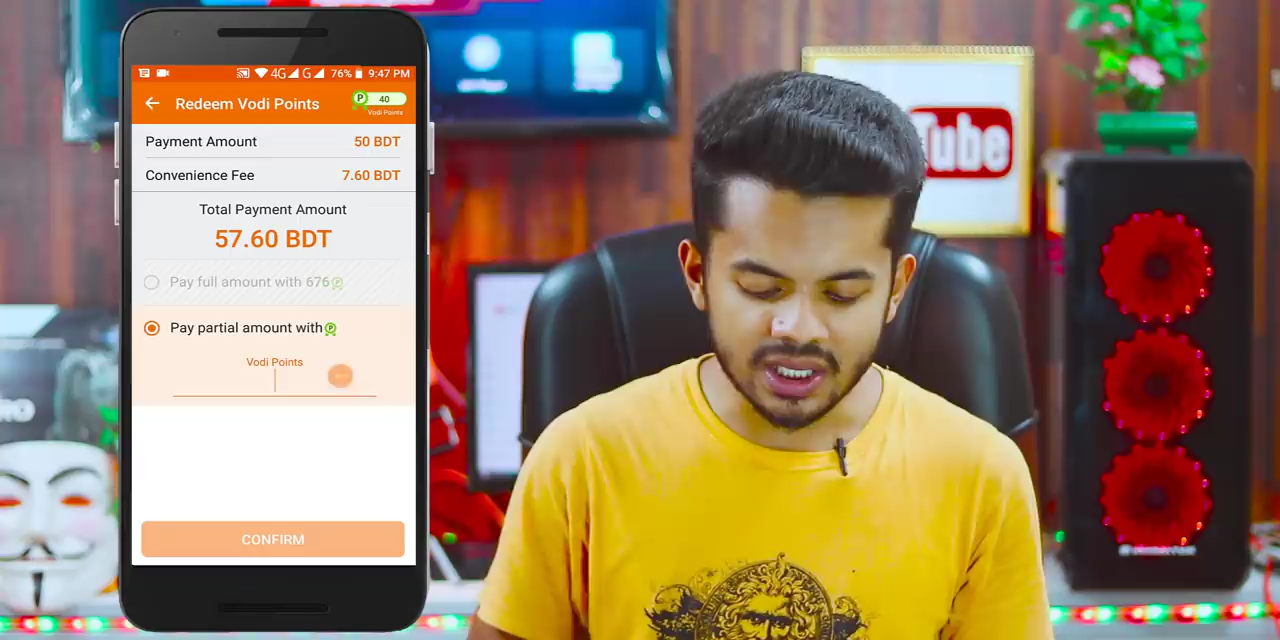 4G G 76% 9:47 PM
Redeem Vodi Points
P 40
Vodi Points
Payment Amount 50 BDT
Convenience Fee 7.60 BDT
Total Payment Amount
57.60 BDT
Pay full amount with 676 P
Pay partial amount with P
Vodi Points
CONFIRM
Tube